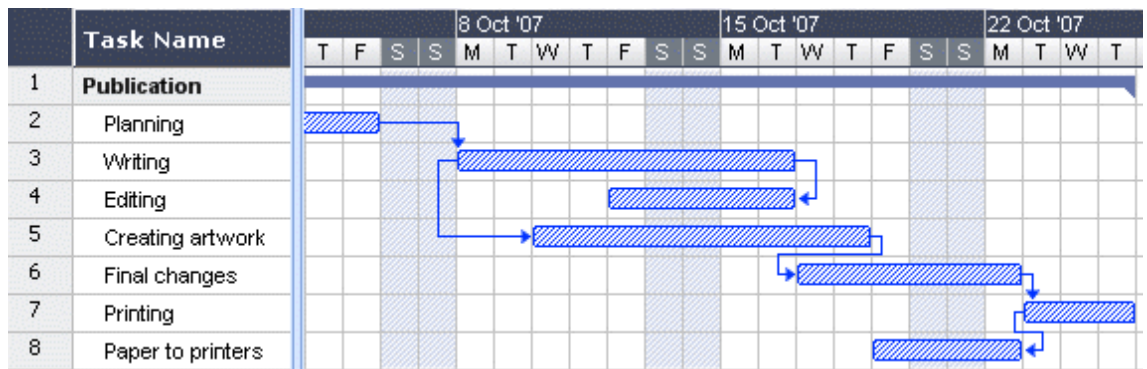 Task Name
8 Oct '07 15 Oct '07 22 Oct '07
T F S S M T W T F S S M T W T F S S M T W T
1 Publication
2 Planning
3 Writing
4 Editing
5 Creating artwork
6 Final changes
7 Printing
8 Paper to printers